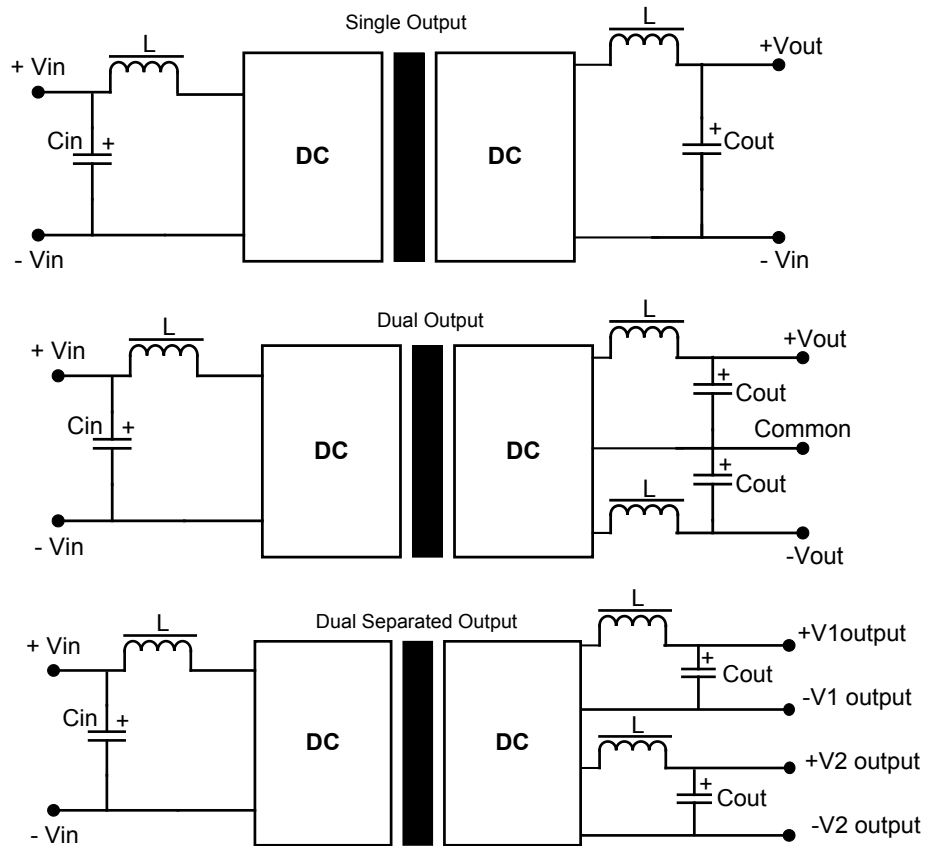 Single Output
L
L
+ Vin
+Vout
Cin
+
DC
DC
+
Cout
- Vin
- Vin
Dual Output
L
L
+ Vin
+Vout
+
Cout
Cin
+
DC
DC
Common
+
Cout
L
- Vin
-Vout
Dual Separated Output
L
L
+ Vin
+V1output
+
Cout
Cin
+
DC
DC
-V1 output
L
+V2 output
+
Cout
- Vin
-V2 output